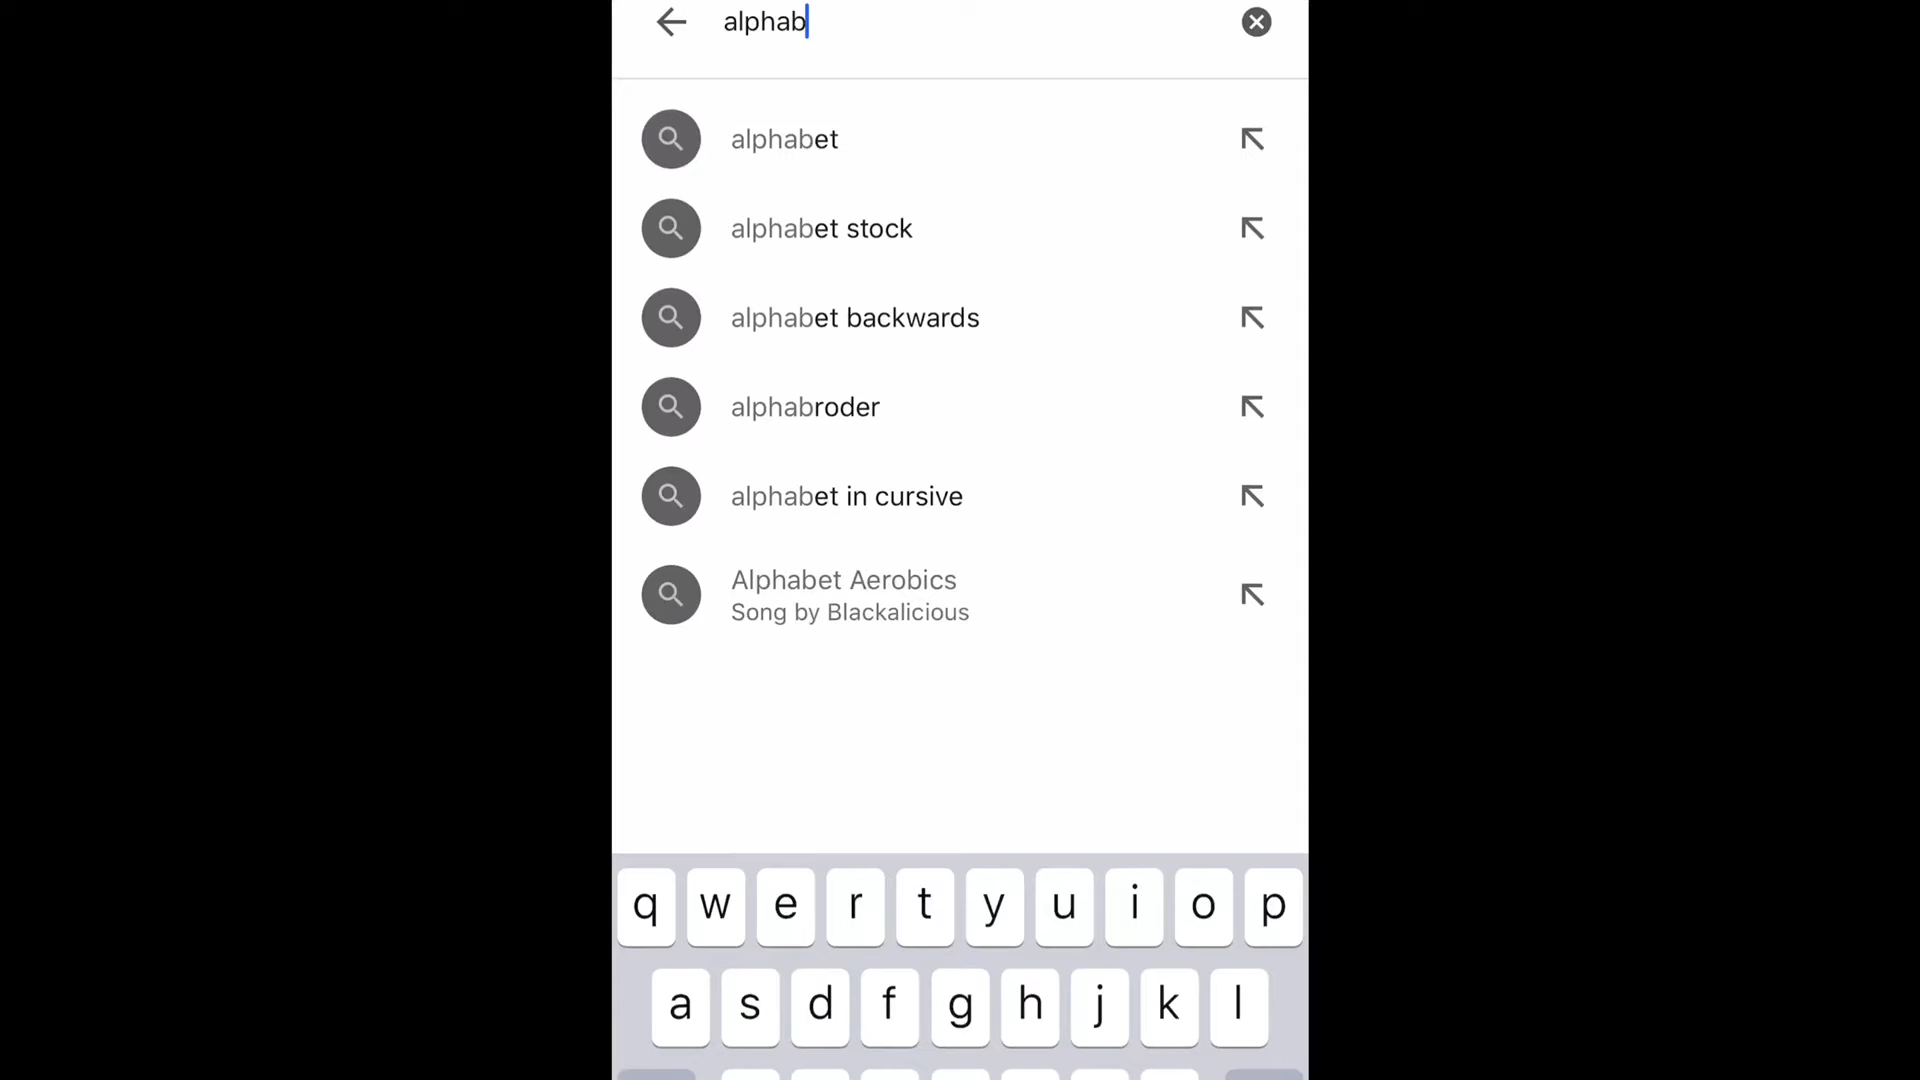 alphab
alphabet
alphabet stock
alphabet backwards
alphabroder
alphabet in cursive
Alphabet Aerobics
Song by Blackalicious
q w e r t y u i o p
a s d f g h j k l